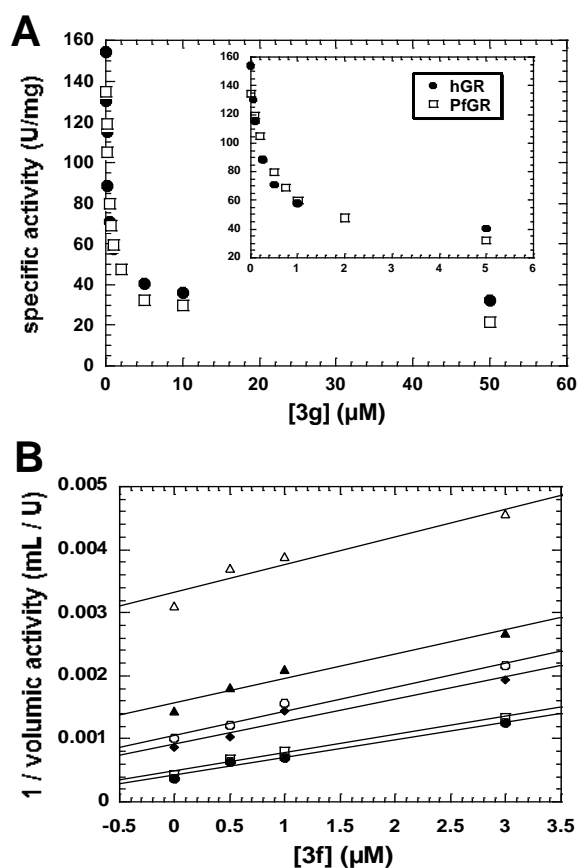 A
specific activity (U/mg)
160
140
120
100
80
60
40
20
0
0 10 20 30 40 50 60
[3g] (µM)
160
140
120
100
80
60
40
20
0 1 2 3 4 5 6
hGR
PfGR
B
1 / volumic activity (mL / U)
0.005
0.004
0.003
0.002
0.001
0
-0.5 0 0.5 1 1.5 2 2.5 3 3.5
[3f] (µM)